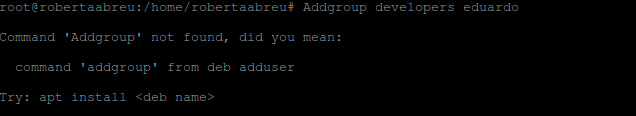 root@robertaabreu:/home/robertaabreu# Addgroup developers eduardo
Command 'Addgroup' not found, did you mean:
command 'addgroup' from deb adduser
Try: apt install <deb name>